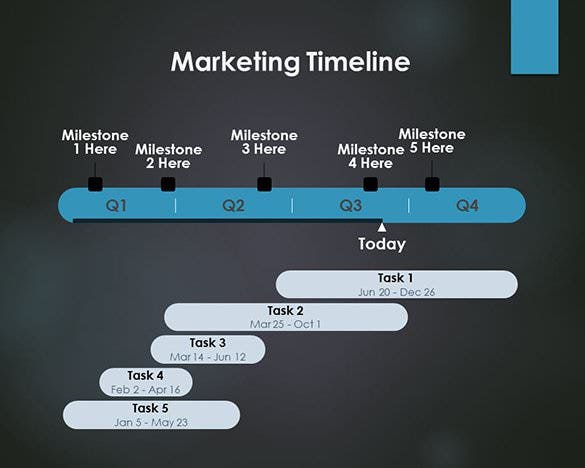 Marketing Timeline
Milestone
1 Here
Milestone
2 Here
Milestone
3 Here
Milestone
4 Here
Milestone
5 Here
Q1
Q2
Q3
Q4
Today
Task 1
Jun 20 - Dec 26
Task 2
Mar 25 - Oct 1
Task 3
Mar 14 - Jun 12
Task 4
Feb 2 - Apr 16
Task 5
Jan 5 - May 23